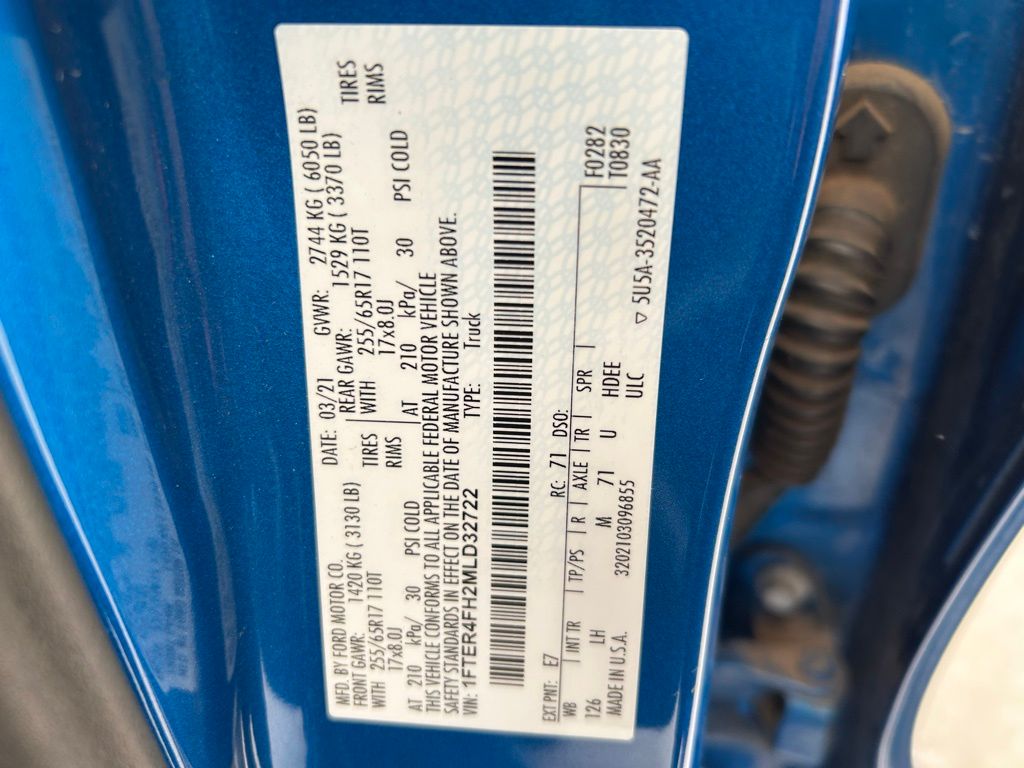 MFD. BY FORD MOTOR CO. DATE: 03/21 GVWR: 2744 KG ( 6050 LB)
FRONT GAWR: 1420 KG ( 3130 LB) REAR GAWR: 1529 KG ( 3370 LB)
WITH 255/65R17 110T TIRES WITH 255/65R17 110T TIRES
17x8.0J RIMS 17x8.0J RIMS
AT 210 kPa/ 30 PSI COLD AT 210 kPa/ 30 PSI COLD
THIS VEHICLE CONFORMS TO ALL APPLICABLE FEDERAL MOTOR VEHICLE
SAFETY STANDARDS IN EFFECT ON THE DATE OF MANUFACTURE SHOWN ABOVE.
VIN: 1FTER4FH2MLD32722 TYPE: Truck
EXT PNT: E7 RC: 71 DSO: F0282
WB INT TR TP/PS R AXLE TR SPR T0830
126 LH M 71 U HDEE
MADE IN U.S.A. 3202103096855 ULC
▽ 5U5A-3520472-AA